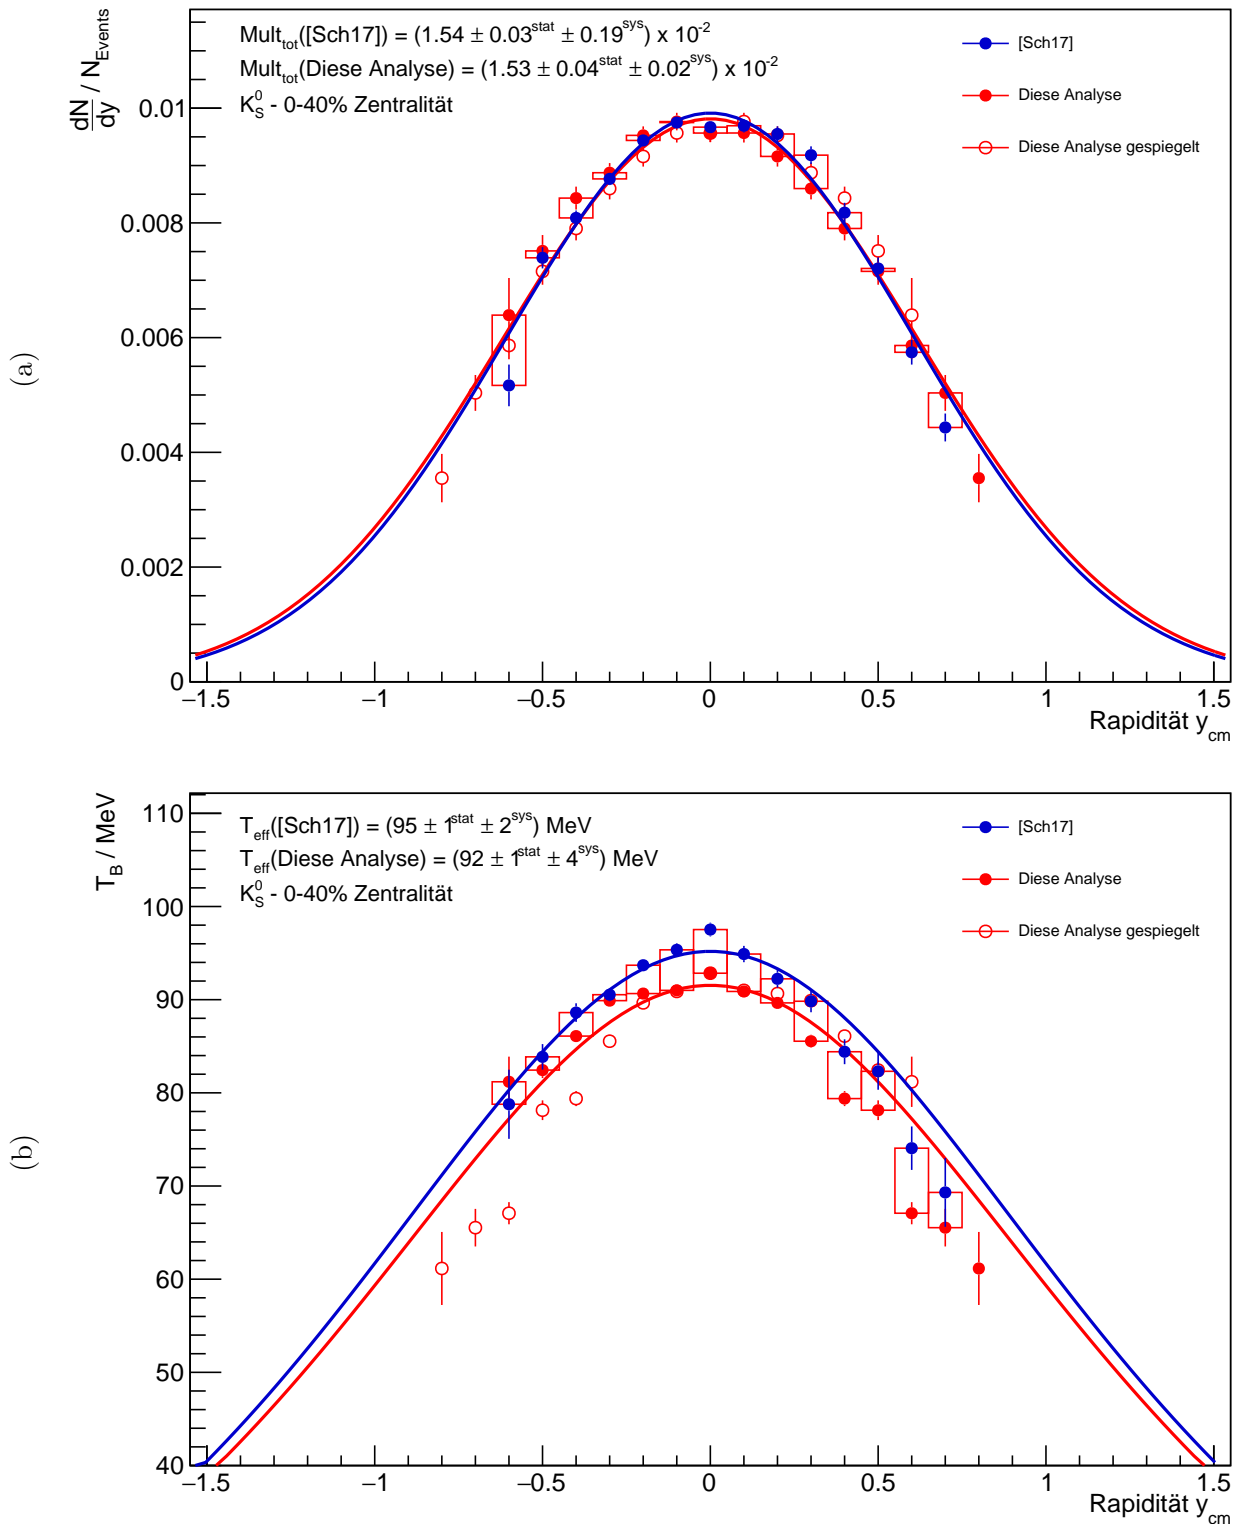 (a)
dN/dy / N_Events
Mult_tot([Sch17]) = (1.54 ± 0.03^stat ± 0.19^sys) x 10^-2
Mult_tot(Diese Analyse) = (1.53 ± 0.04^stat ± 0.02^sys) x 10^-2
K_S^0 - 0-40% Zentralität
[Sch17]
Diese Analyse
Diese Analyse gespiegelt
0.01
0.008
0.006
0.004
0.002
0
−1.5 −1 −0.5 0 0.5 1 1.5
Rapidität y_cm
(b)
T_B / MeV
T_eff([Sch17]) = (95 ± 1^stat ± 2^sys) MeV
T_eff(Diese Analyse) = (92 ± 1^stat ± 4^sys) MeV
K_S^0 - 0-40% Zentralität
[Sch17]
Diese Analyse
Diese Analyse gespiegelt
110
100
90
80
70
60
50
40
−1.5 −1 −0.5 0 0.5 1 1.5
Rapidität y_cm